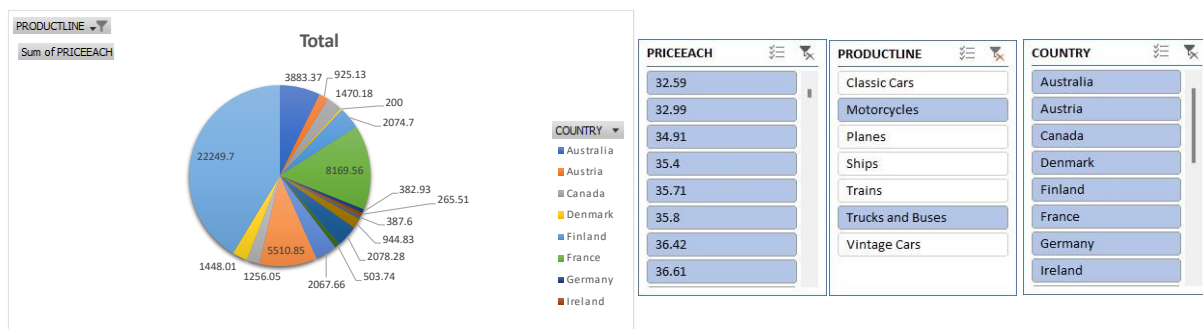 PRODUCTLINE
Sum of PRICEEACH
Total
3883.37
925.13
1470.18
200
2074.7
8169.56
382.93
265.51
387.6
944.83
2078.28
503.74
2067.66
5510.85
1256.05
1448.01
22249.7
COUNTRY
Australia
Austria
Canada
Denmark
Finland
France
Germany
Ireland
PRICEEACH
32.59
32.99
34.91
35.4
35.71
35.8
36.42
36.61
PRODUCTLINE
Classic Cars
Motorcycles
Planes
Ships
Trains
Trucks and Buses
Vintage Cars
COUNTRY
Australia
Austria
Canada
Denmark
Finland
France
Germany
Ireland